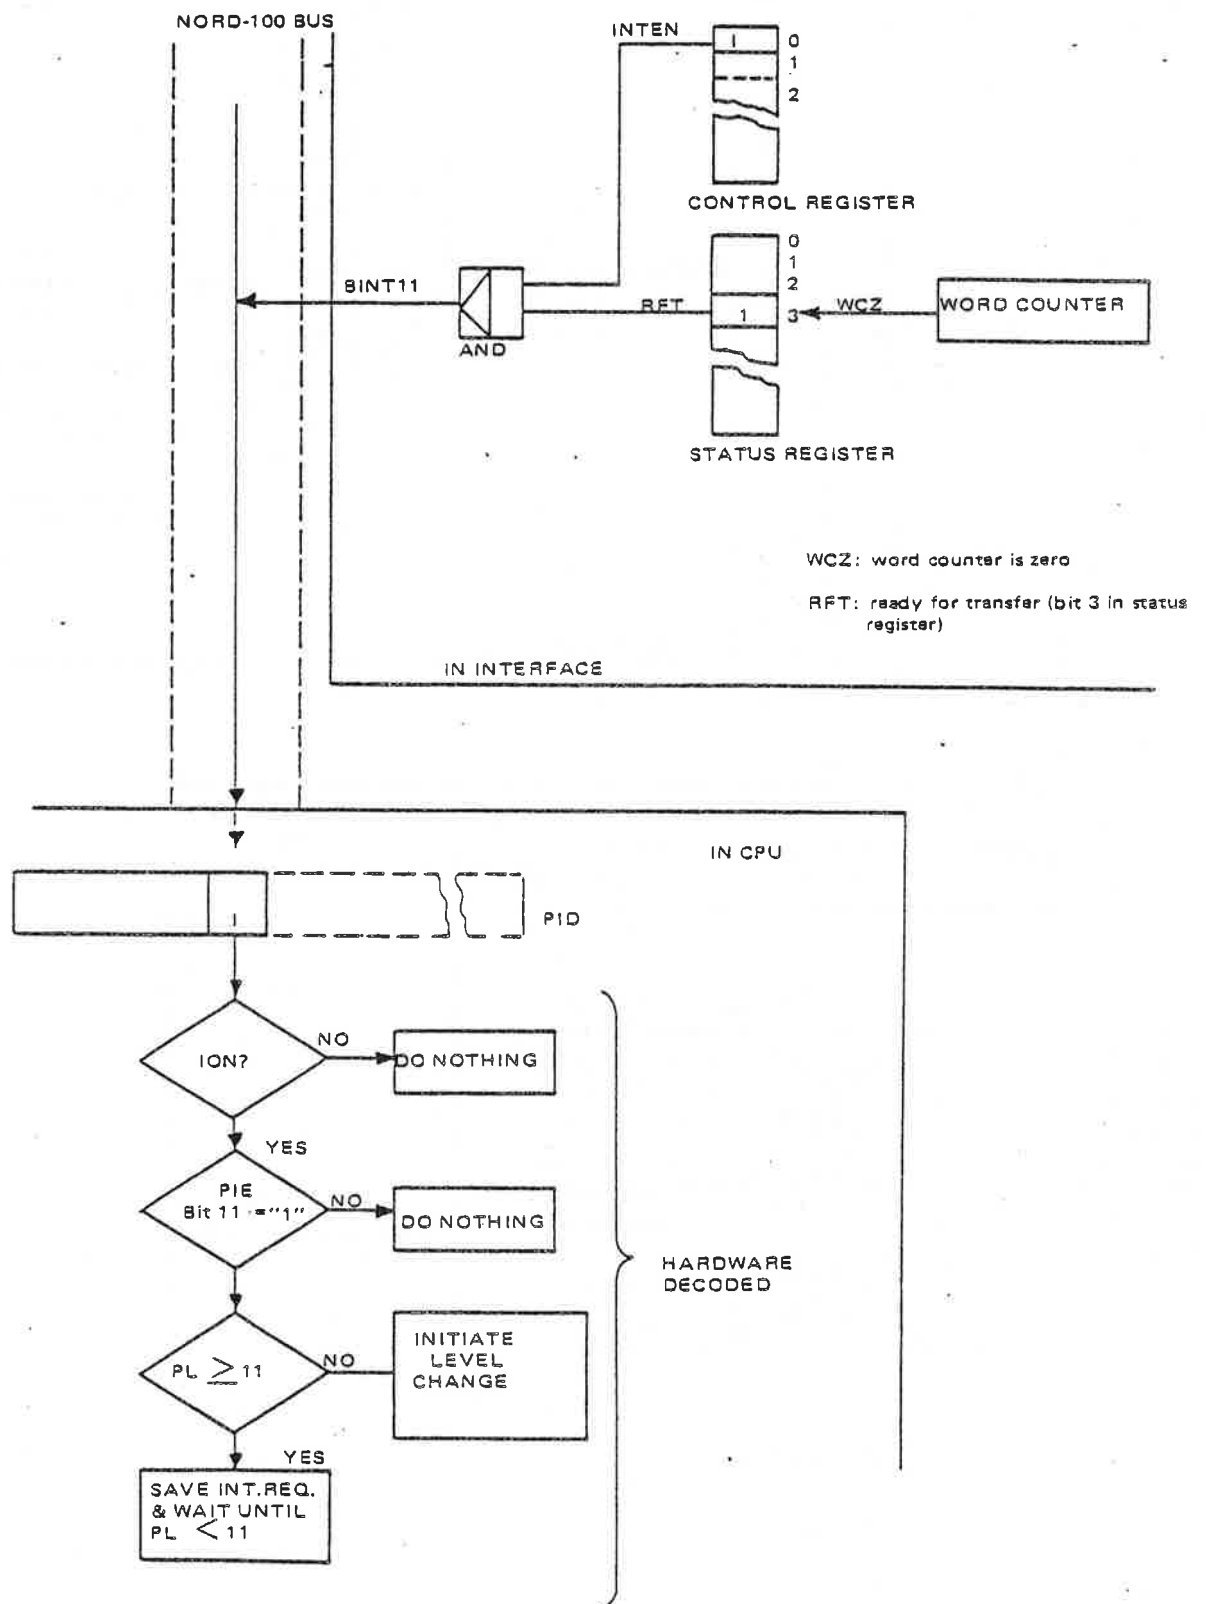 NORD-100 BUS
INTEN
1
0
1
2
CONTROL REGISTER
0
1
2
BINT11
RFT
1
3
WCZ
WORD COUNTER
AND
STATUS REGISTER
WCZ: word counter is zero
RFT: ready for transfer (bit 3 in status
register)
IN INTERFACE
IN CPU
1
PID
ION?
NO
DO NOTHING
YES
PIE
Bit 11 ="1"
NO
DO NOTHING
HARDWARE
DECODED
PL ≥ 11
NO
INITIATE
LEVEL
CHANGE
YES
SAVE INT.REQ.
& WAIT UNTIL
PL < 11